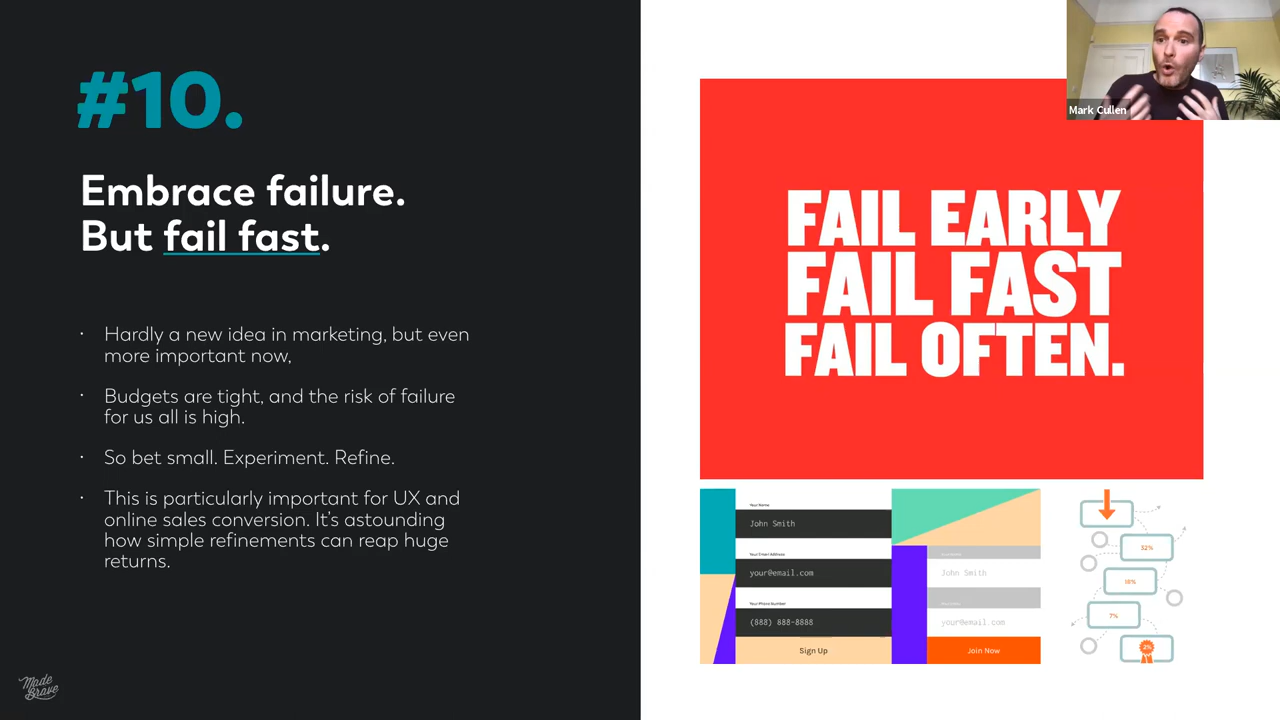 #10.
Embrace failure.
But fail fast.
· Hardly a new idea in marketing, but even
more important now,
· Budgets are tight, and the risk of failure
for us all is high.
· So bet small. Experiment. Refine.
· This is particularly important for UX and
online sales conversion. It's astounding
how simple refinements can reap huge
returns.
Made
Brave
Mark Cullen
FAIL EARLY
FAIL FAST
FAIL OFTEN.
Your Name
John Smith
Your Email Address
your@email.com
Your Phone Number
(888) 888-8888
Sign Up
John Smith
your@email.com
Join Now
32%
16%
7%
2%